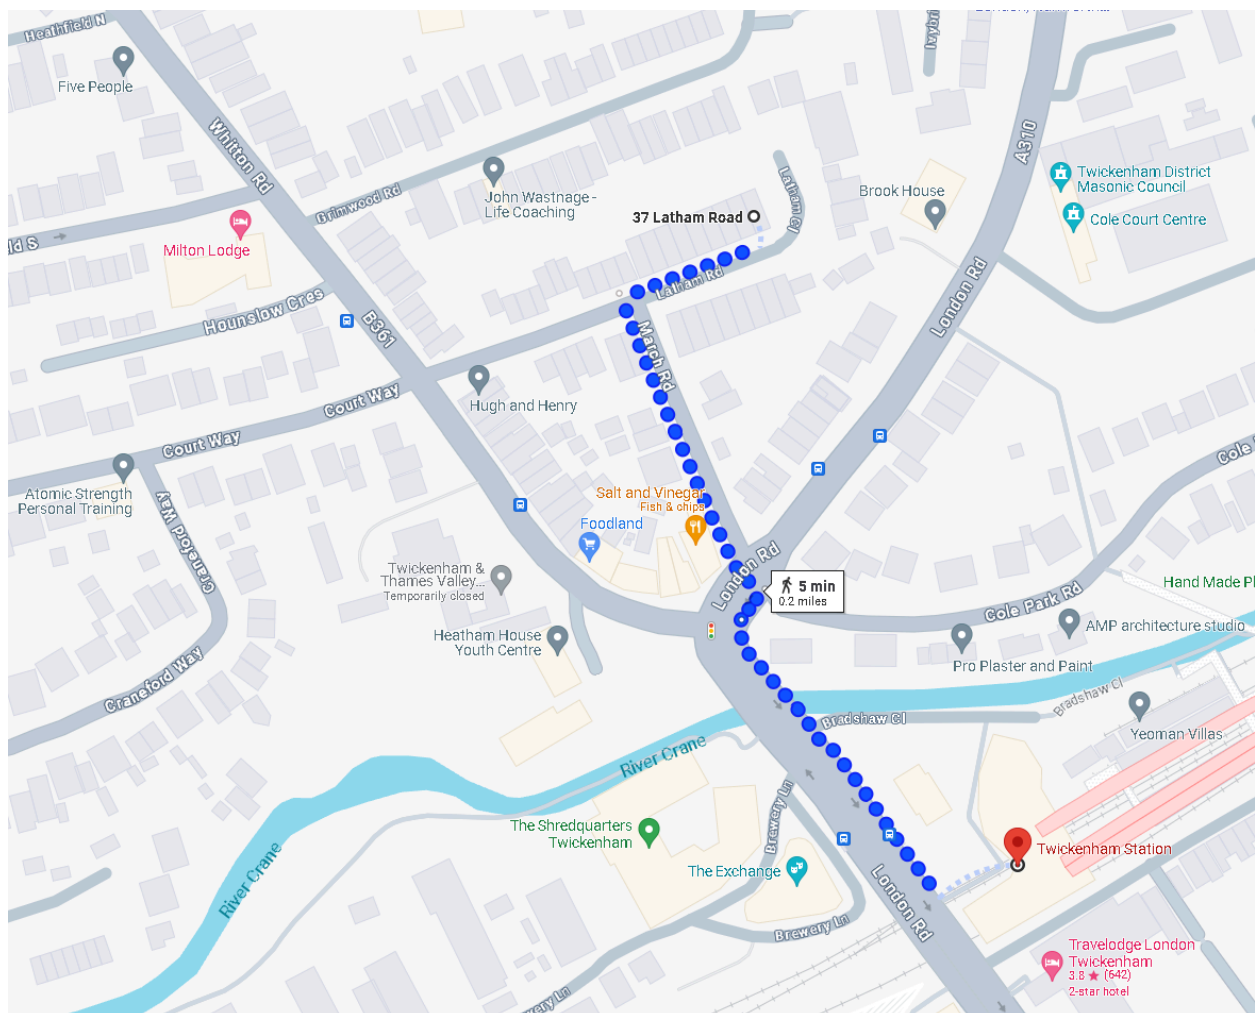 Heathfield N
Five People
Whitton Rd
Grimwood Rd
John Wastnage -
Life Coaching
Milton Lodge
ld S
Hounslow Cres
B361
Court Way
Court Way
Hugh and Henry
Atomic Strength
Personal Training
Craneford Way
Craneford Way
37 Latham Road
Latham Cl
Latham Rd
March Rd
Brook House
A310
London Rd
Twickenham District
Masonic Council
Cole Court Centre
Salt and Vinegar
Fish & chips
Foodland
Twickenham &
Thames Valley...
Temporarily closed
Heatham House
Youth Centre
London Rd
5 min
0.2 miles
Cole Park Rd
Cole
Hand Made Pl
AMP architecture studio
Pro Plaster and Paint
Bradshaw Cl
Bradshaw Cl
Yeoman Villas
River Crane
River Crane
The Shredquarters
Twickenham
The Exchange
Brewery Ln
Brewery Ln
Brewery Ln
London Rd
Twickenham Station
Travelodge London
Twickenham
3.8 ★ (642)
2-star hotel